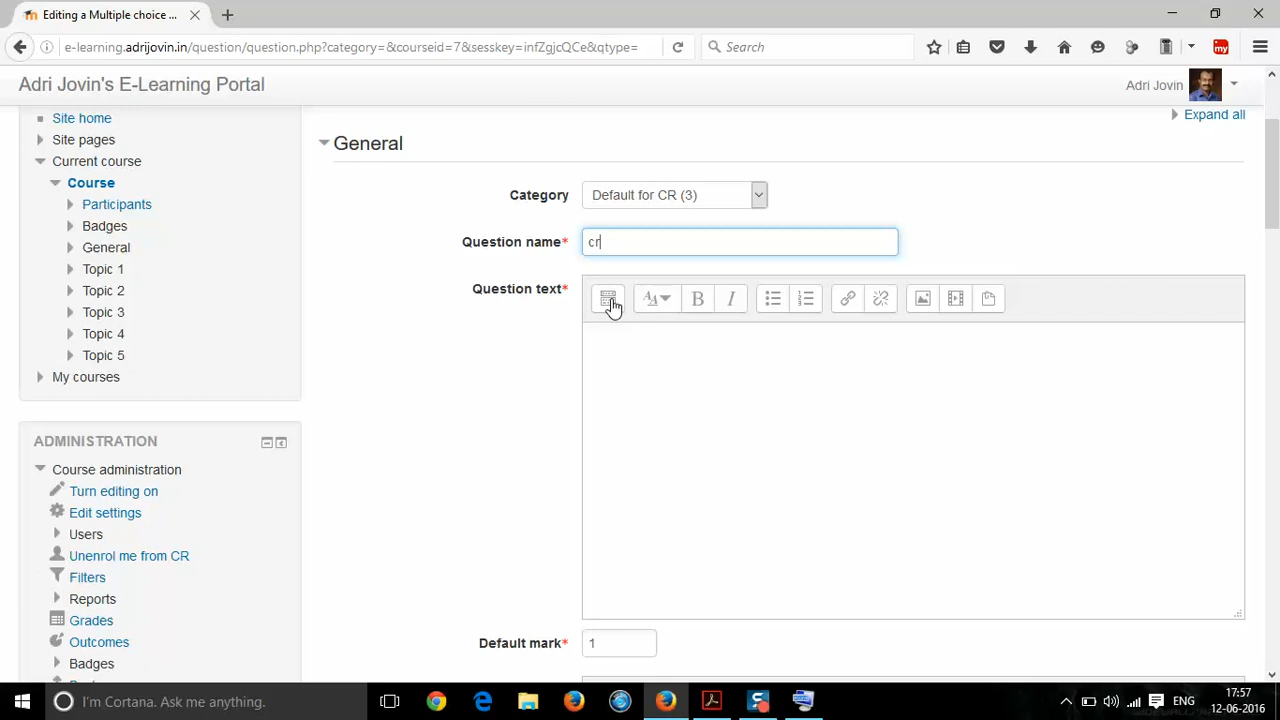 Editing a Multiple choice ...
e-learning.adrijovin.in/question/question.php?category=&courseid=7&sesskey=infZgJcQCe&qtype=
Search
my
Adri Jovin's E-Learning Portal
Adri Jovin
Site home
Site pages
Current course
Course
Participants
Badges
General
Topic 1
Topic 2
Topic 3
Topic 4
Topic 5
My courses
ADMINISTRATION
Course administration
Turn editing on
Edit settings
Users
Unenrol me from CR
Filters
Reports
Grades
Outcomes
Badges
Expand all
General
Category
Default for CR (3)
Question name*
cr
Question text*
B I
Default mark*
1
I'm Cortana. Ask me anything.
ENG
17:57
12-06-2016